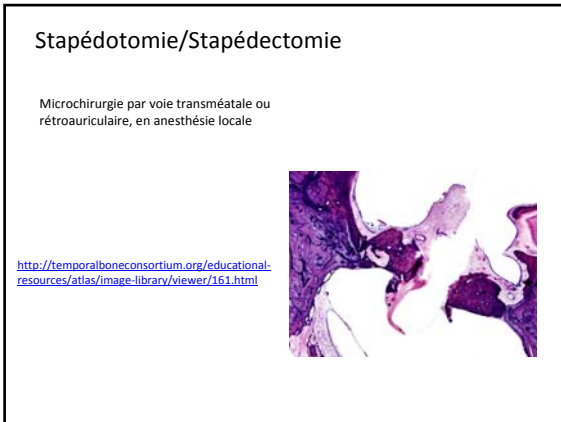 Stapédotomie/Stapédectomie
Microchirurgie par voie transméatale ou
rétroauriculaire, en anesthésie locale
http://temporalboneconsortium.org/educational-
resources/atlas/image-library/viewer/161.html